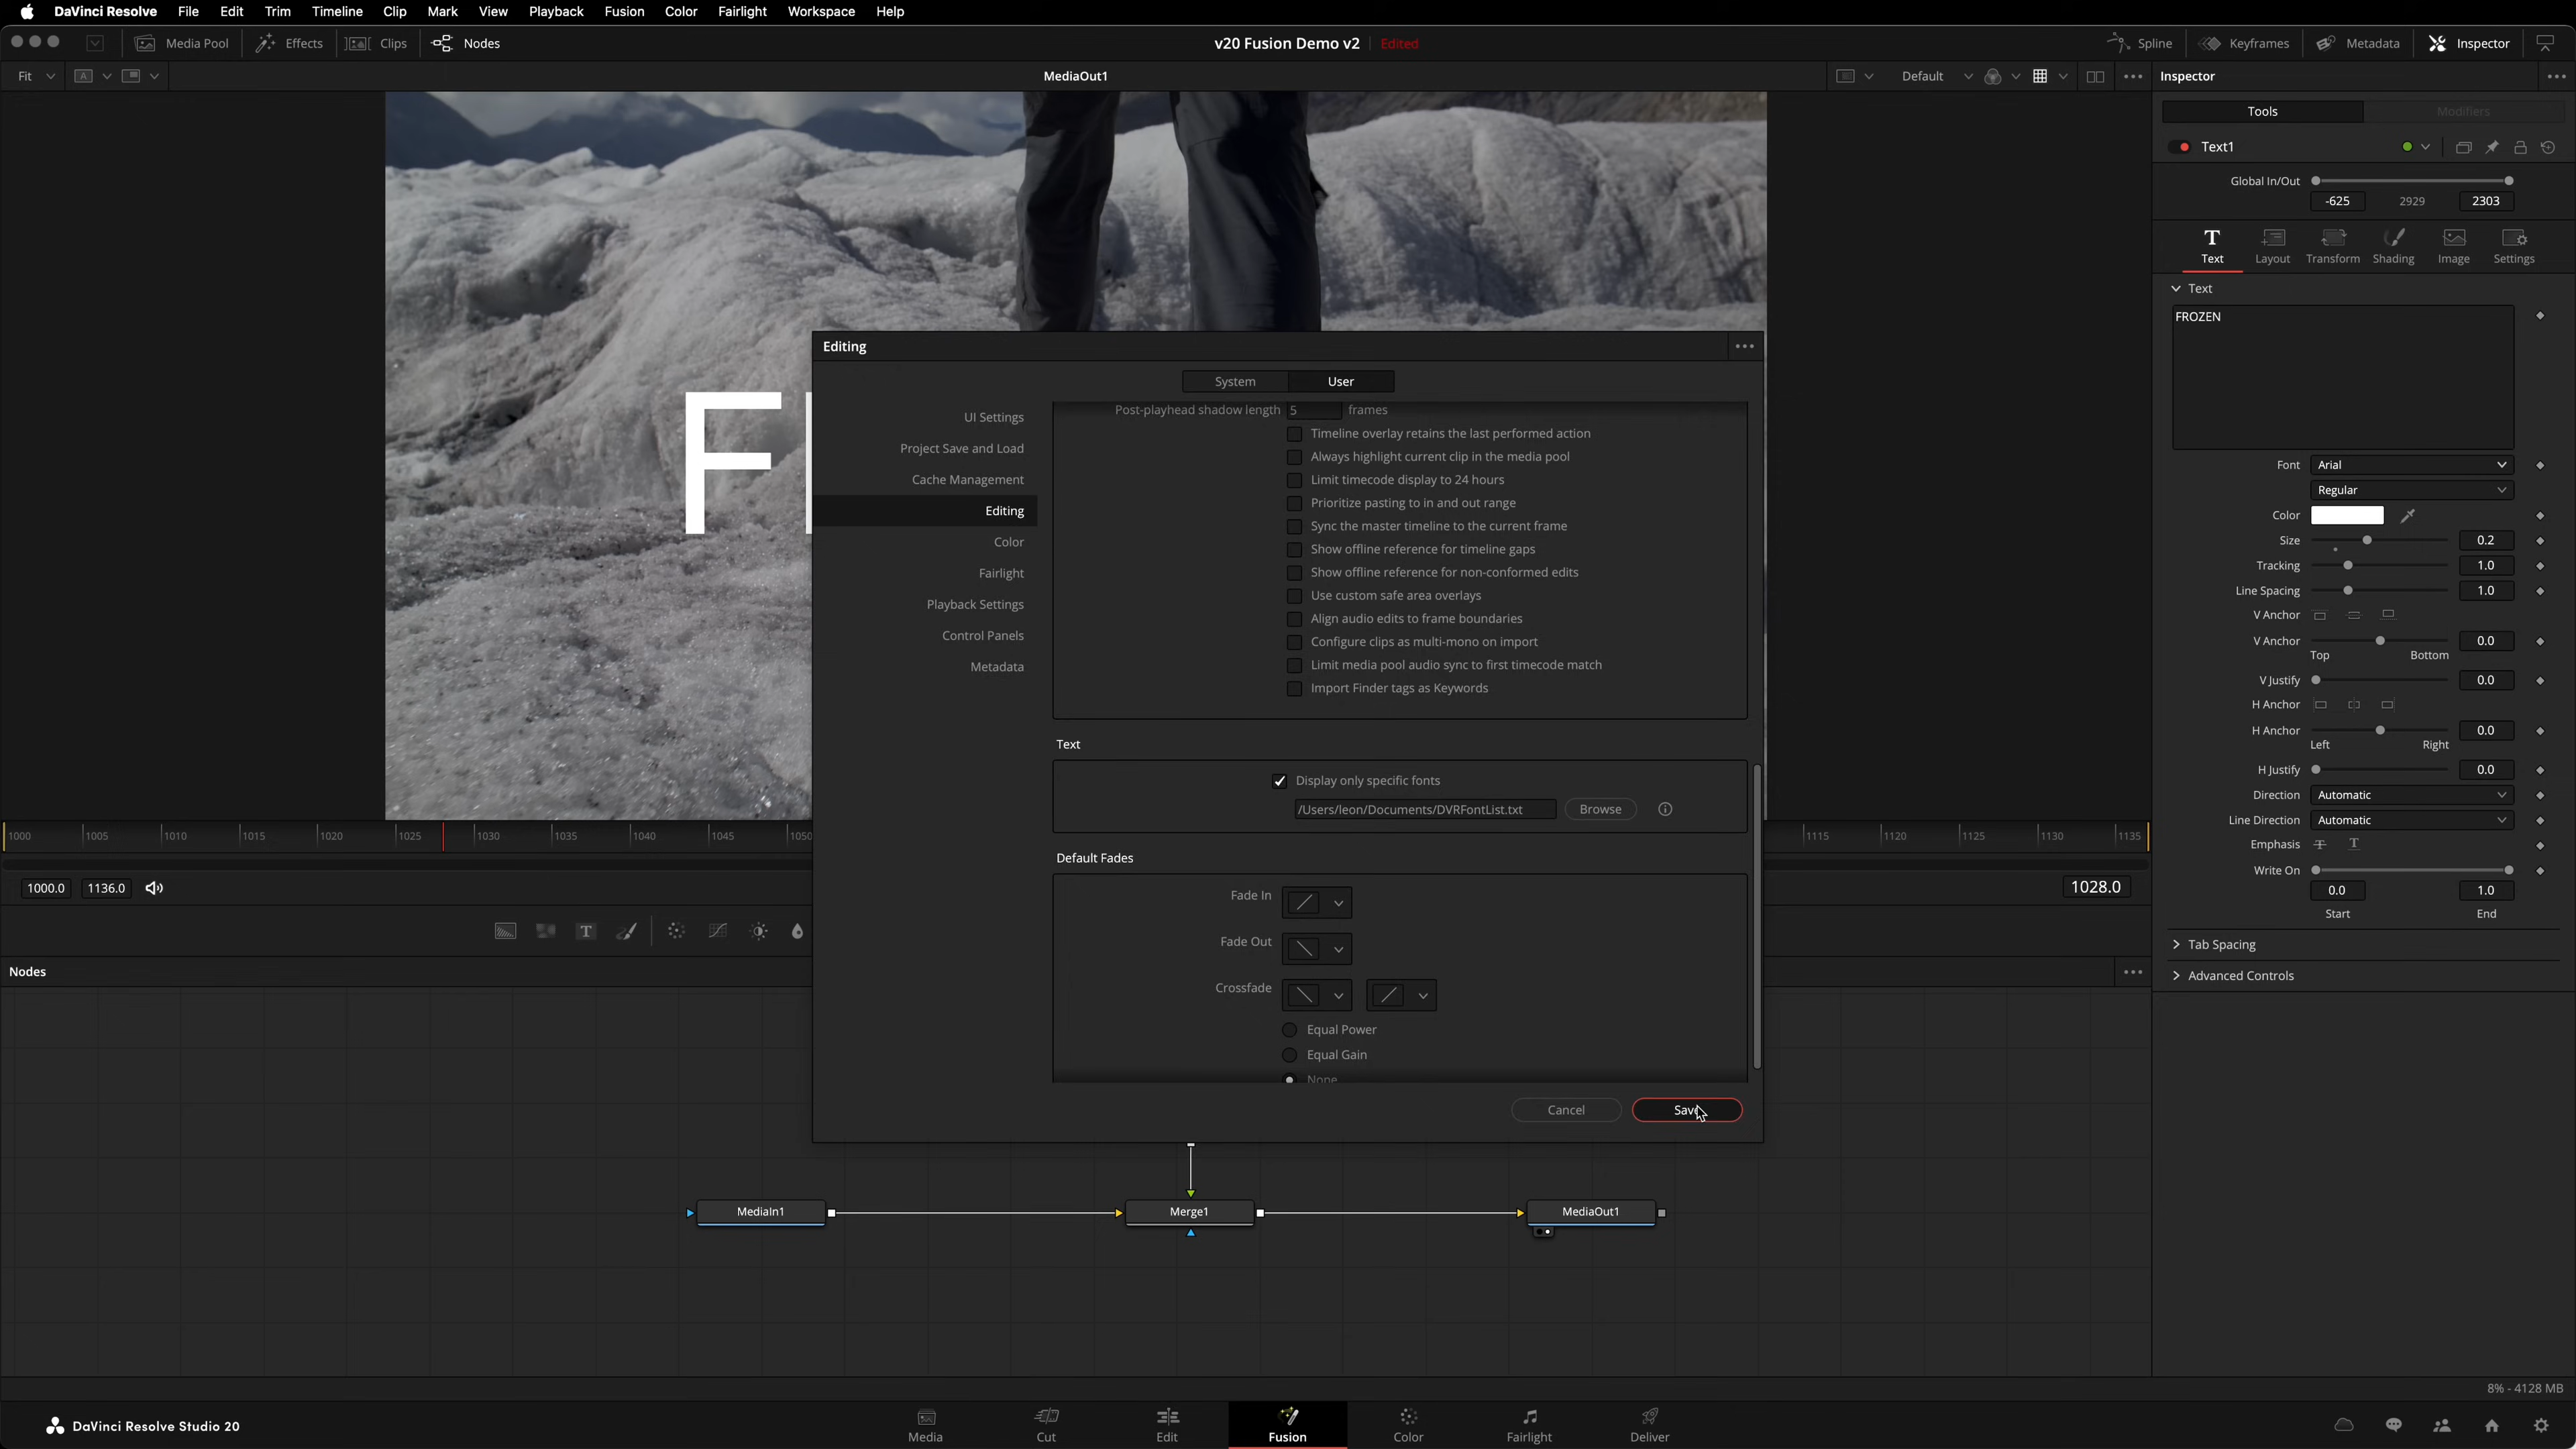 DaVinci Resolve File Edit Trim Timeline Clip Mark View Playback Fusion Color Fairlight Workspace Help
Media Pool Effects Clips Nodes v20 Fusion Demo v2 Edited Spline Keyframes Metadata Inspector
Fit A MediaOut1 Default Inspector
Tools Modifiers
Text1
Global In/Out
-625 2929 2303
Text Layout Transform Shading Image Settings
Text
FROZEN
Font Arial
Regular
Color
Size 0.2
Tracking 1.0
Line Spacing 1.0
V Anchor
V Anchor 0.0
Top Bottom
V Justify 0.0
H Anchor
H Anchor 0.0
Left Right
H Justify 0.0
Direction Automatic
Line Direction Automatic
Emphasis
Write On
0.0 1.0
Start End
Tab Spacing
Advanced Controls
F
Editing
System User
UI Settings
Project Save and Load
Cache Management
Editing
Color
Fairlight
Playback Settings
Control Panels
Metadata
Post-playhead shadow length 5 frames
Timeline overlay retains the last performed action
Always highlight current clip in the media pool
Limit timecode display to 24 hours
Prioritize pasting to in and out range
Sync the master timeline to the current frame
Show offline reference for timeline gaps
Show offline reference for non-conformed edits
Use custom safe area overlays
Align audio edits to frame boundaries
Configure clips as multi-mono on import
Limit media pool audio sync to first timecode match
Import Finder tags as Keywords
Text
Display only specific fonts
/Users/leon/Documents/DVRFontList.txt Browse
Default Fades
Fade In
Fade Out
Crossfade
Equal Power
Equal Gain
None
Cancel Save
1000 1005 1010 1015 1020 1025 1030 1035 1040 1045 1050 1115 1120 1125 1130 1135
1000.0 1136.0 1028.0
T
Nodes
MediaIn1 Merge1 MediaOut1
8% - 4128 MB
DaVinci Resolve Studio 20
Media Cut Edit Fusion Color Fairlight Deliver